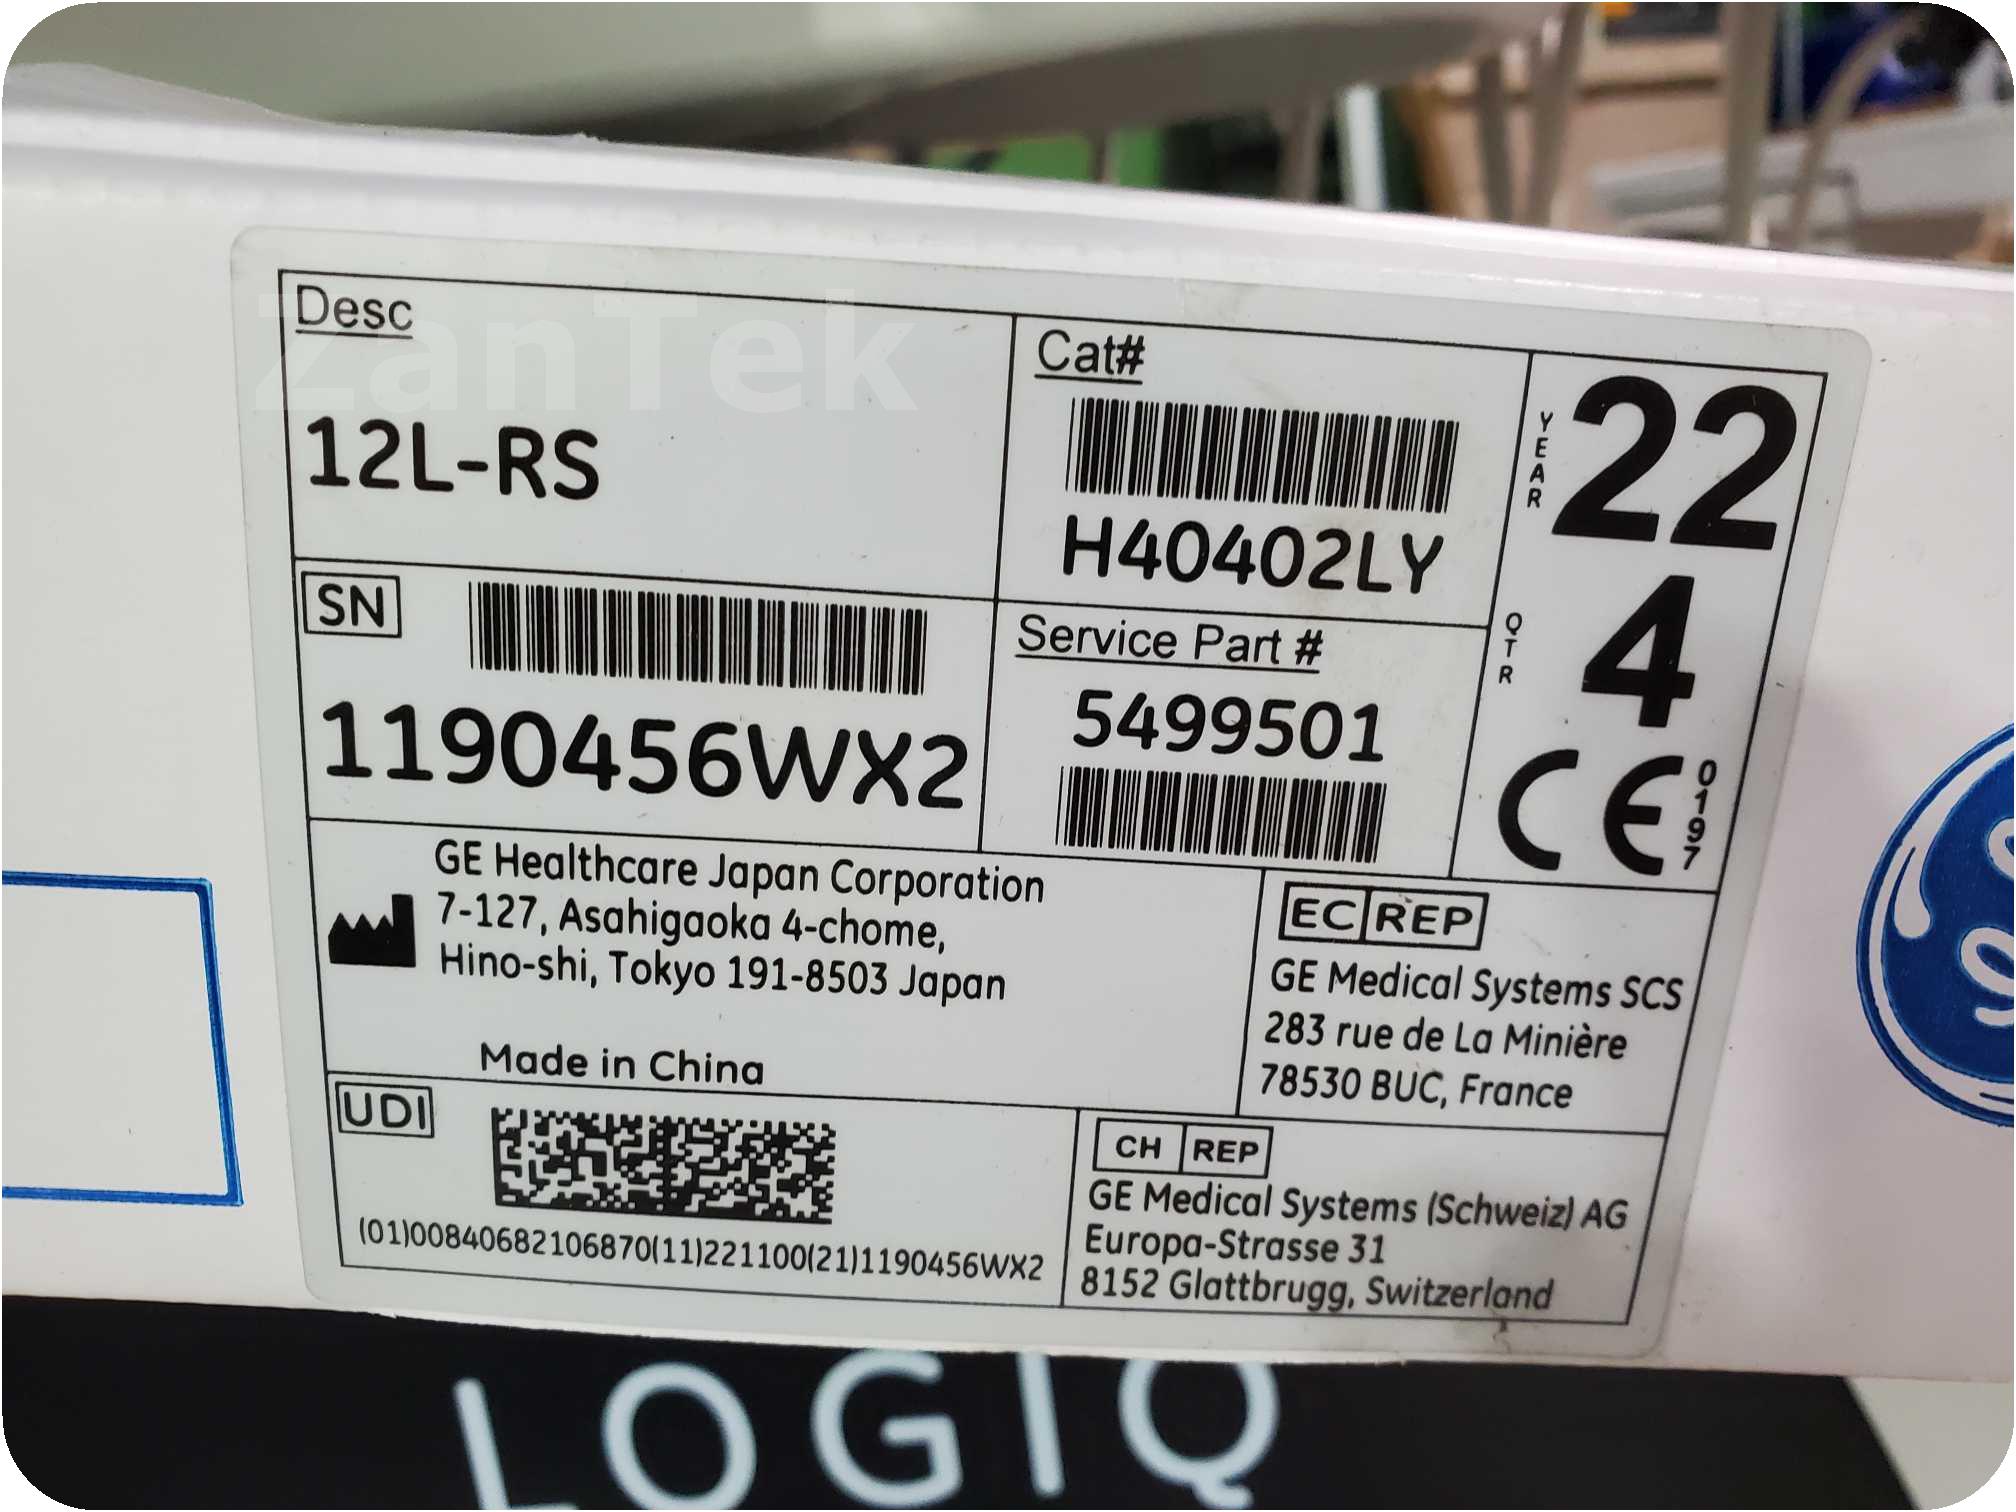 ZanTek
Desc
12L-RS
Cat#
H40402LY
YEAR
22
QTR
4
SN
1190456WX2
Service Part #
5499501
CE
0197
GE Healthcare Japan Corporation
7-127, Asahigaoka 4-chome,
Hino-shi, Tokyo 191-8503 Japan
Made in China
EC REP
GE Medical Systems SCS
283 rue de La Minière
78530 BUC, France
UDI
(01)00840682106870(11)221100(21)1190456WX2
CH REP
GE Medical Systems (Schweiz) AG
Europa-Strasse 31
8152 Glattbrugg, Switzerland
LOGIQ